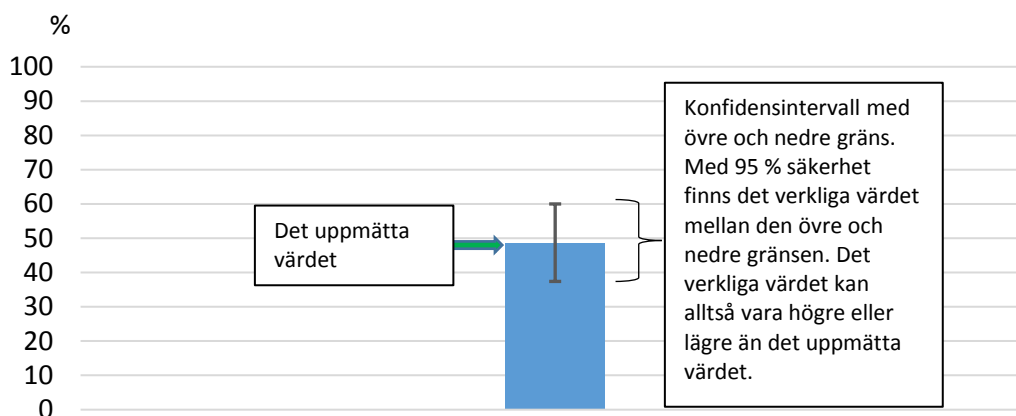 %
100
90
80
70
60
50
40
30
20
10
0
Det uppmätta
värdet
Konfidensintervall med
övre och nedre gräns.
Med 95 % säkerhet
finns det verkliga värdet
mellan den övre och
nedre gränsen. Det
verkliga värdet kan
alltså vara högre eller
lägre än det uppmätta
värdet.